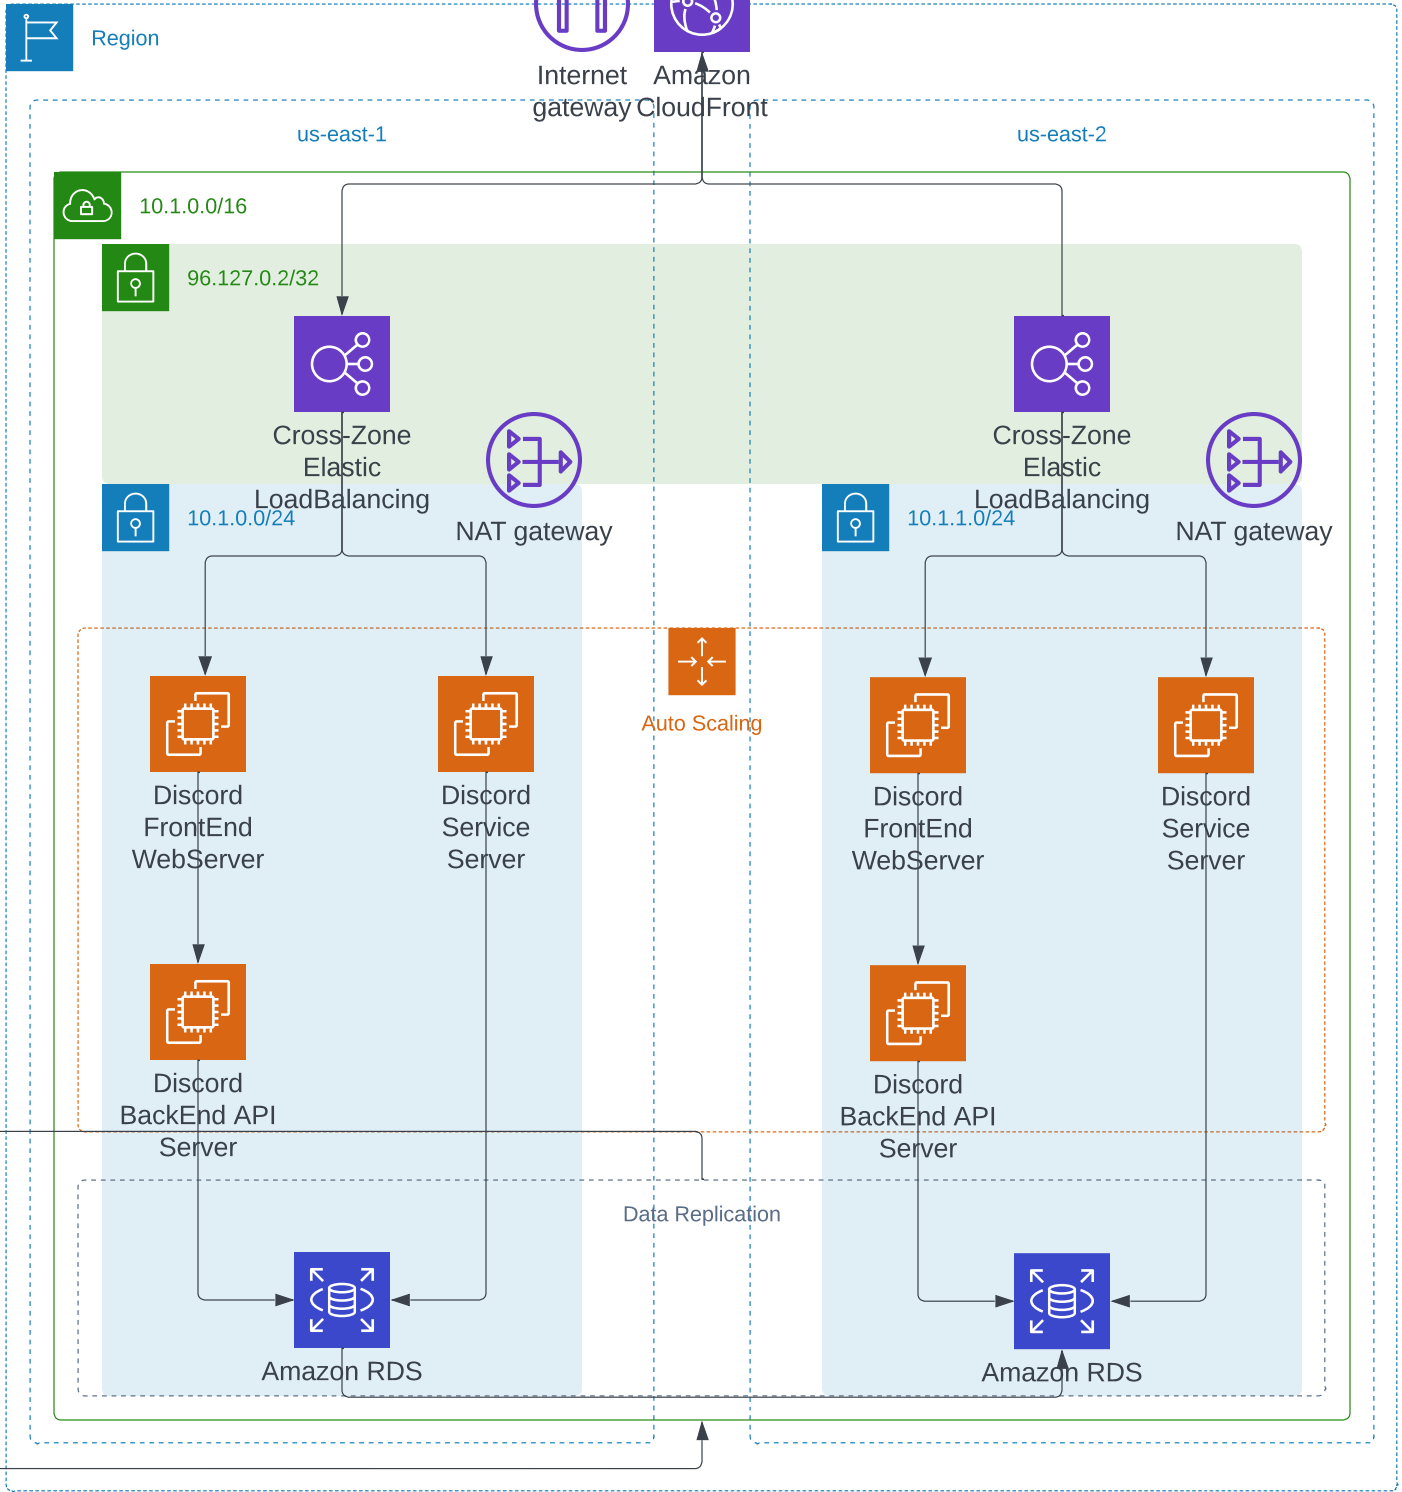 Region
Internet
gateway
Amazon
CloudFront
us-east-1
us-east-2
10.1.0.0/16
96.127.0.2/32
Cross-Zone
Elastic
LoadBalancing
NAT gateway
Cross-Zone
Elastic
LoadBalancing
NAT gateway
10.1.0.0/24
10.1.1.0/24
Auto Scaling
Discord
FrontEnd
WebServer
Discord
Service
Server
Discord
FrontEnd
WebServer
Discord
Service
Server
Discord
BackEnd API
Server
Discord
BackEnd API
Server
Data Replication
Amazon RDS
Amazon RDS